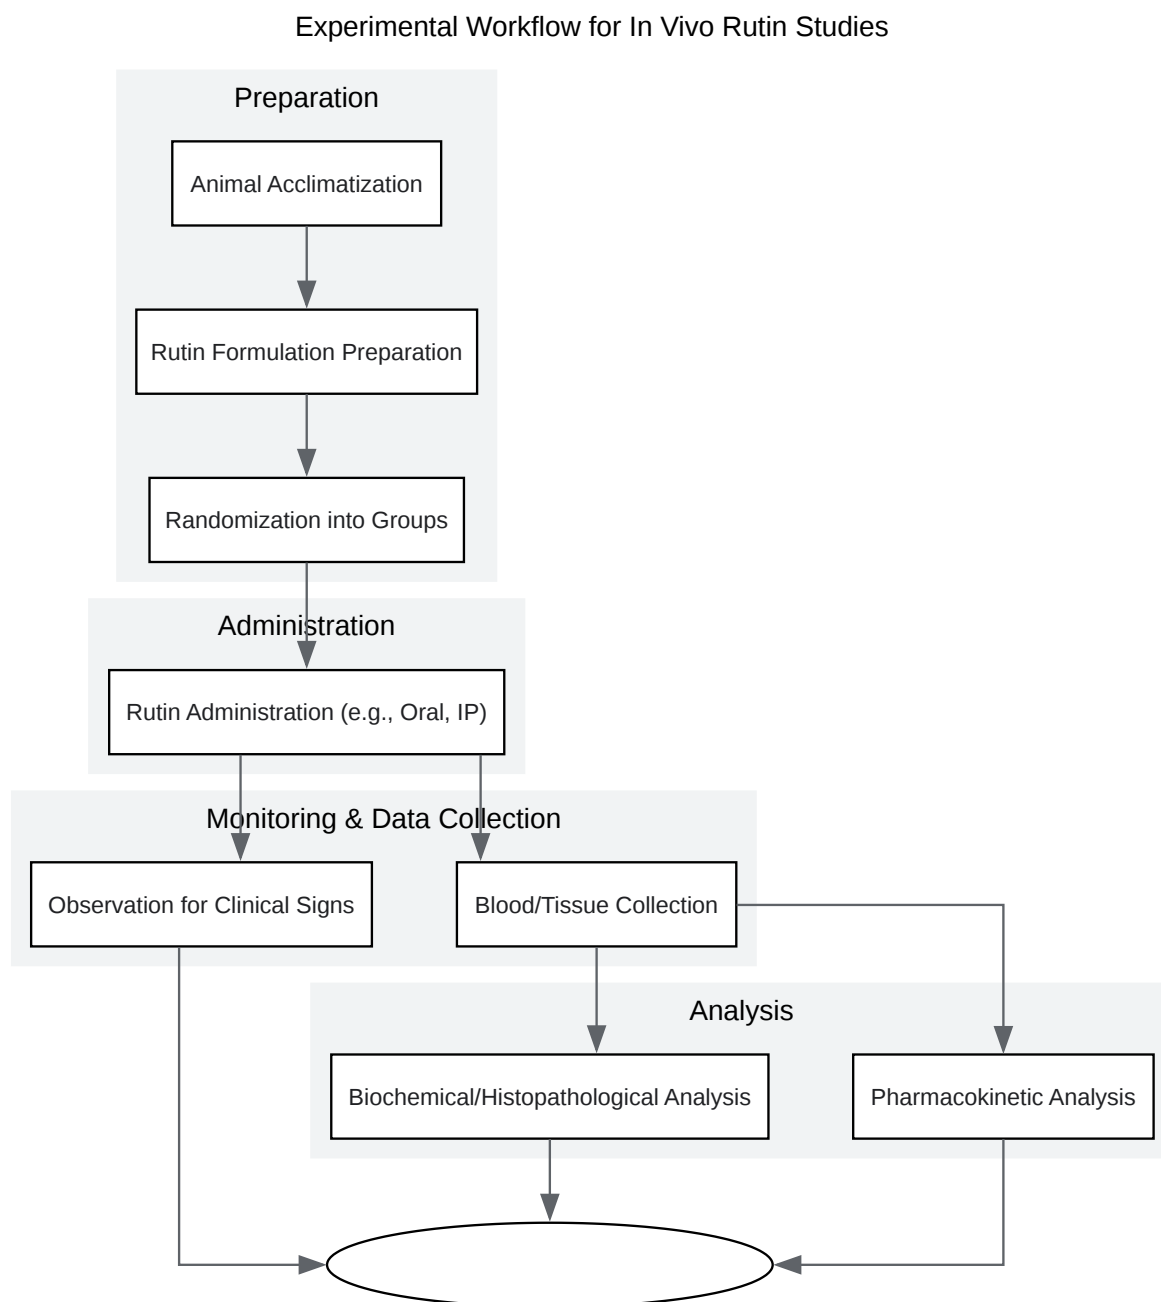 Experimental Workflow for In Vivo Rutin Studies
Preparation
Animal Acclimatization
Rutin Formulation Preparation
Randomization into Groups
Administration
Rutin Administration (e.g., Oral, IP)
Monitoring & Data Collection
Observation for Clinical Signs
Blood/Tissue Collection
Analysis
Biochemical/Histopathological Analysis
Pharmacokinetic Analysis